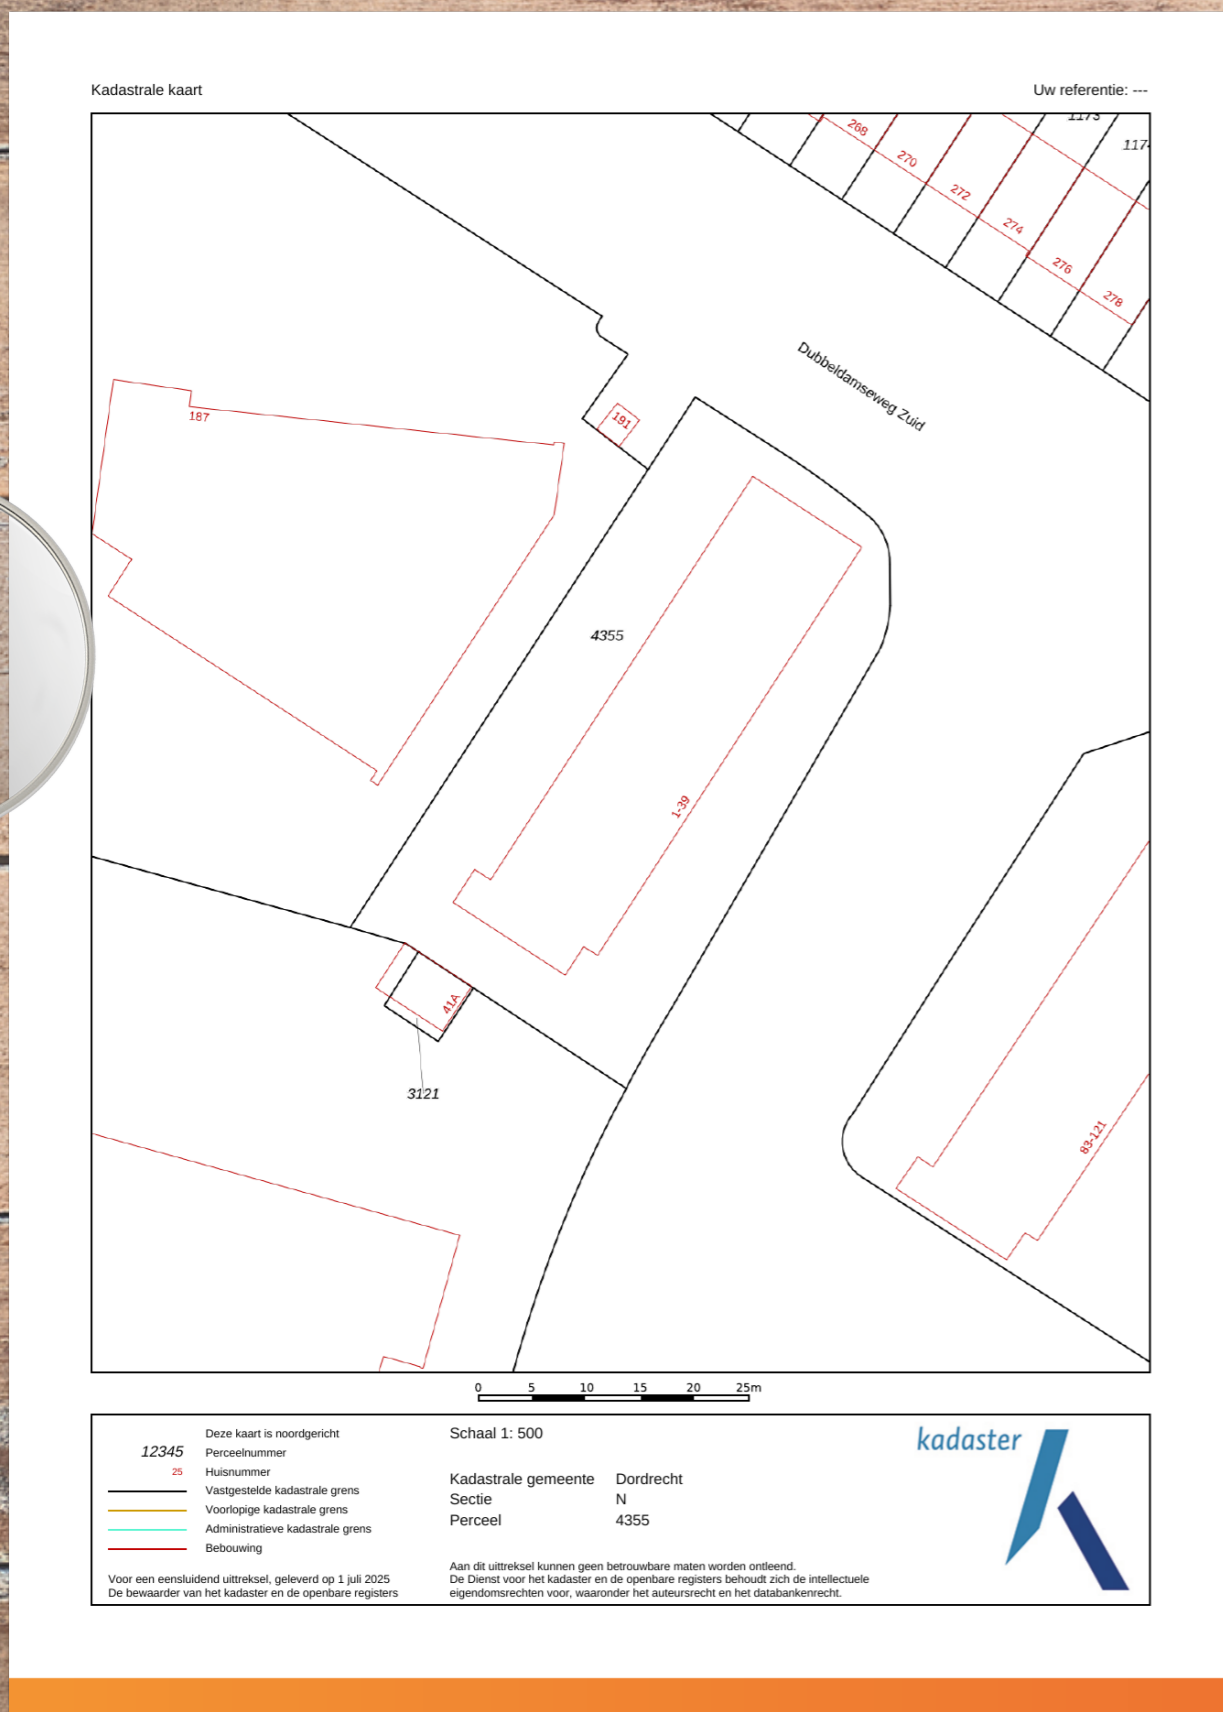 Kadastrale kaart
Uw referentie: ---
268
270
272
274
276
278
Dubbeldamseweg Zuid
187
191
4355
1-39
41A
3121
83-121
0 5 10 15 20 25m
Deze kaart is noordgericht
12345 Perceelnummer
25 Huisnummer
Vastgestelde kadastrale grens
Voorlopige kadastrale grens
Administratieve kadastrale grens
Bebouwing
Voor een eensluidend uittreksel, geleverd op 1 juli 2025
De bewaarder van het kadaster en de openbare registers
Schaal 1: 500
Kadastrale gemeente Dordrecht
Sectie N
Perceel 4355
Aan dit uittreksel kunnen geen betrouwbare maten worden ontleend.
De Dienst voor het kadaster en de openbare registers behoudt zich de intellectuele
eigendomsrechten voor, waaronder het auteursrecht en het databankenrecht.
kadaster